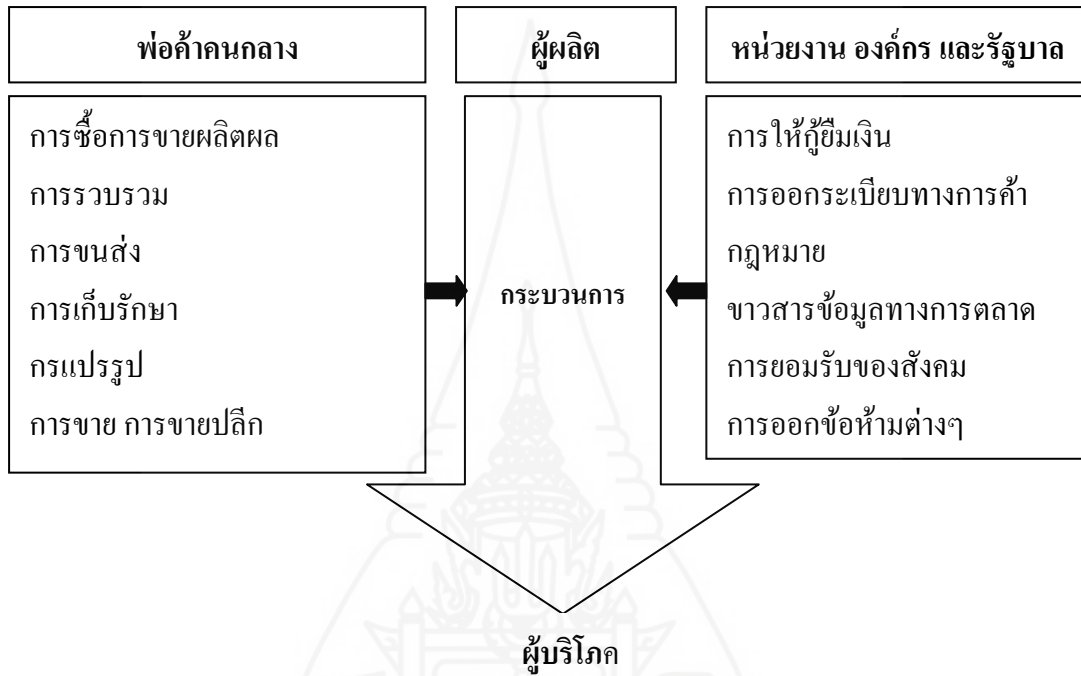 พ่อค้าคนกลาง
ผู้ผลิต
หน่วยงาน องค์กร และรัฐบาล
การซื้อการขายผลิตผล
การรวบรวม
การขนส่ง
การเก็บรักษา
กรแปรรูป
การขาย การขายปลีก
กระบวนการ
การให้กู้ยืมเงิน
การออกระเบียบทางการค้า
กฎหมาย
ขาวสารข้อมูลทางการตลาด
การยอมรับของสังคม
การออกข้อห้ามต่างๆ
ผู้บริโภค